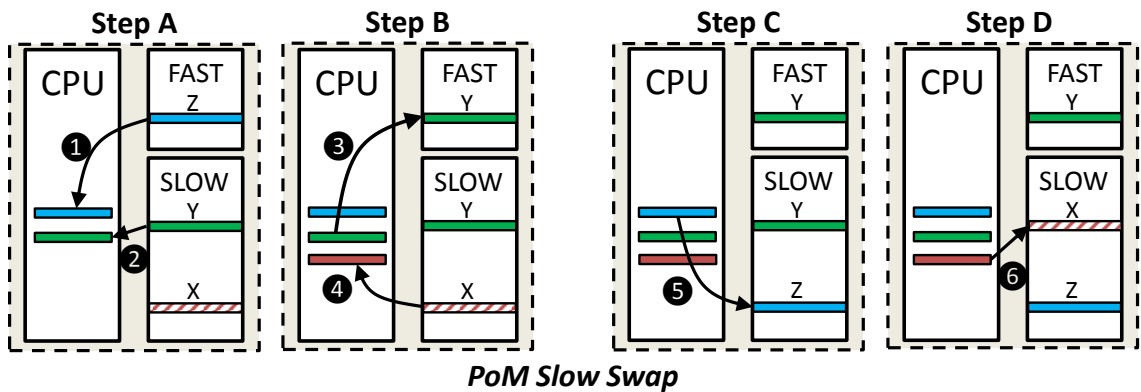 Step A
Step B
Step C
Step D
CPU
FAST
Z
1
SLOW
Y
2
X
CPU
FAST
Y
3
SLOW
Y
4
X
CPU
FAST
Y
SLOW
Y
5
Z
CPU
FAST
Y
SLOW
X
6
Z
PoM Slow Swap